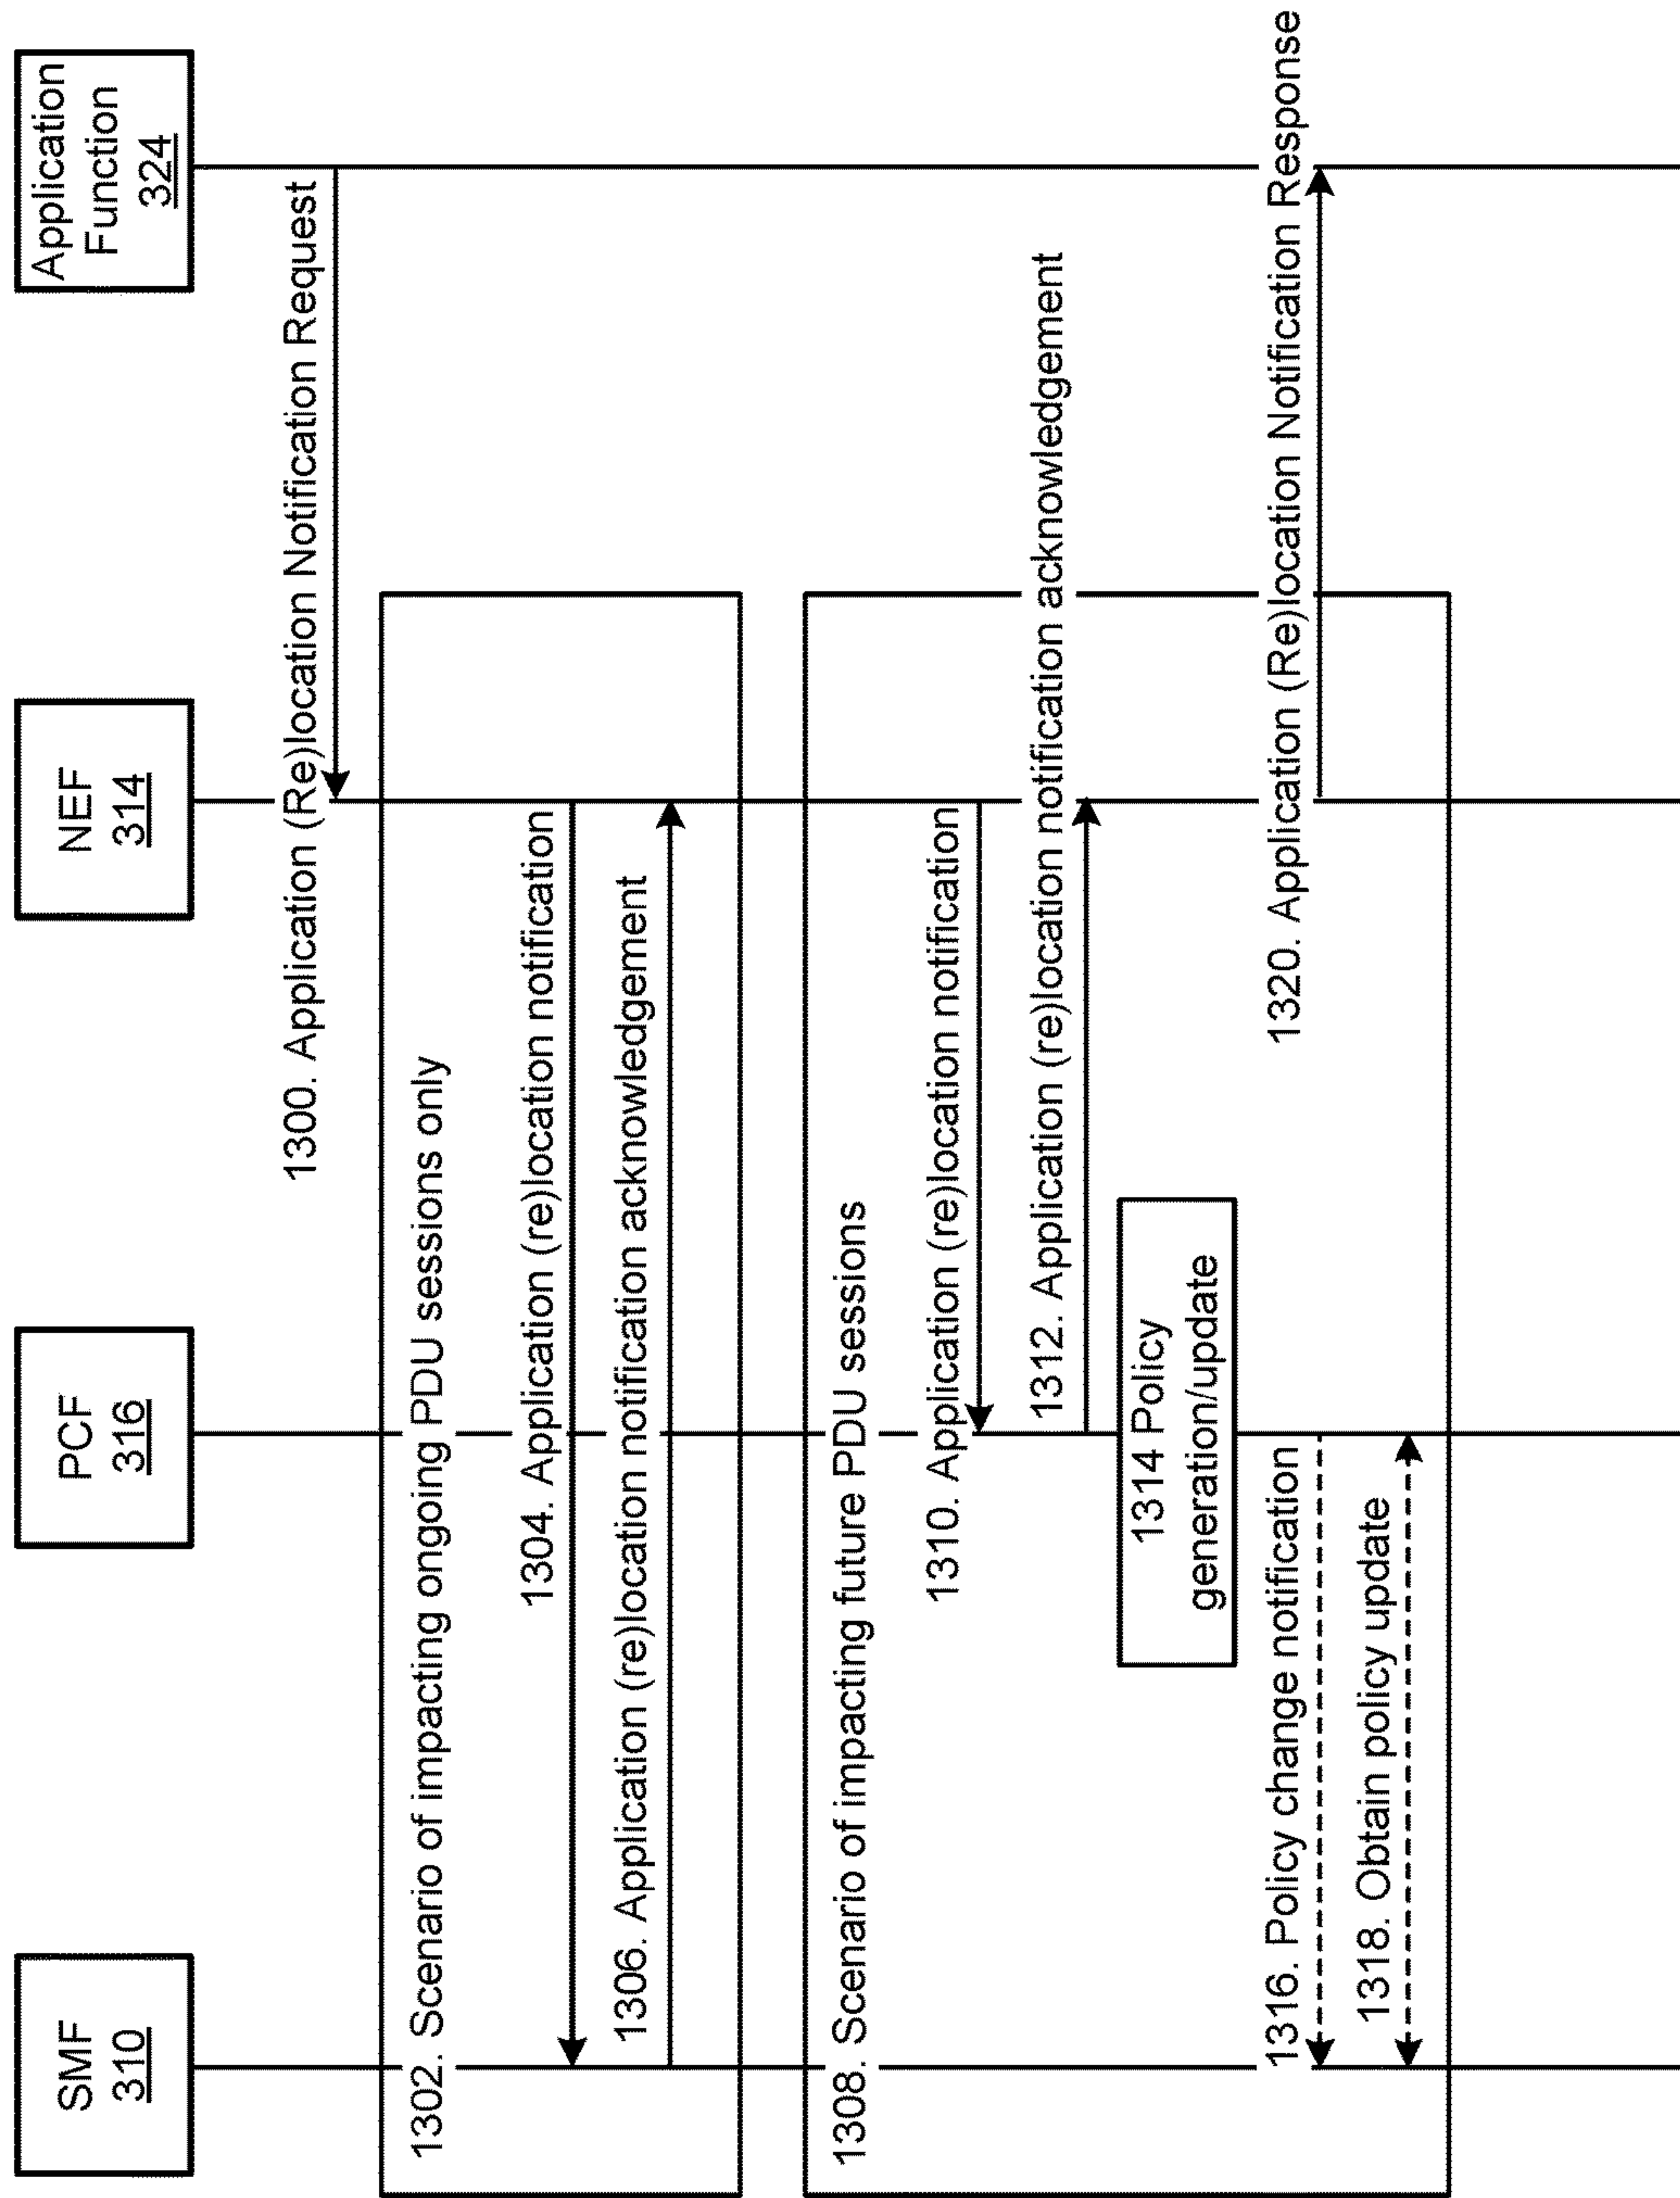 SMF
310
PCF
316
NEF
314
Application
Function
324
1300. Application (Re)location Notification Request
1302. Scenario of impacting ongoing PDU sessions only
1304. Application (re)location notification
1306. Application (re)location notification acknowledgement
1308. Scenario of impacting future PDU sessions
1310. Application (re)location notification
1312. Application (re)location notification acknowledgement
1314 Policy
generation/update
1316. Policy change notification
1320. Application (Re)location Notification Response
1318. Obtain policy update